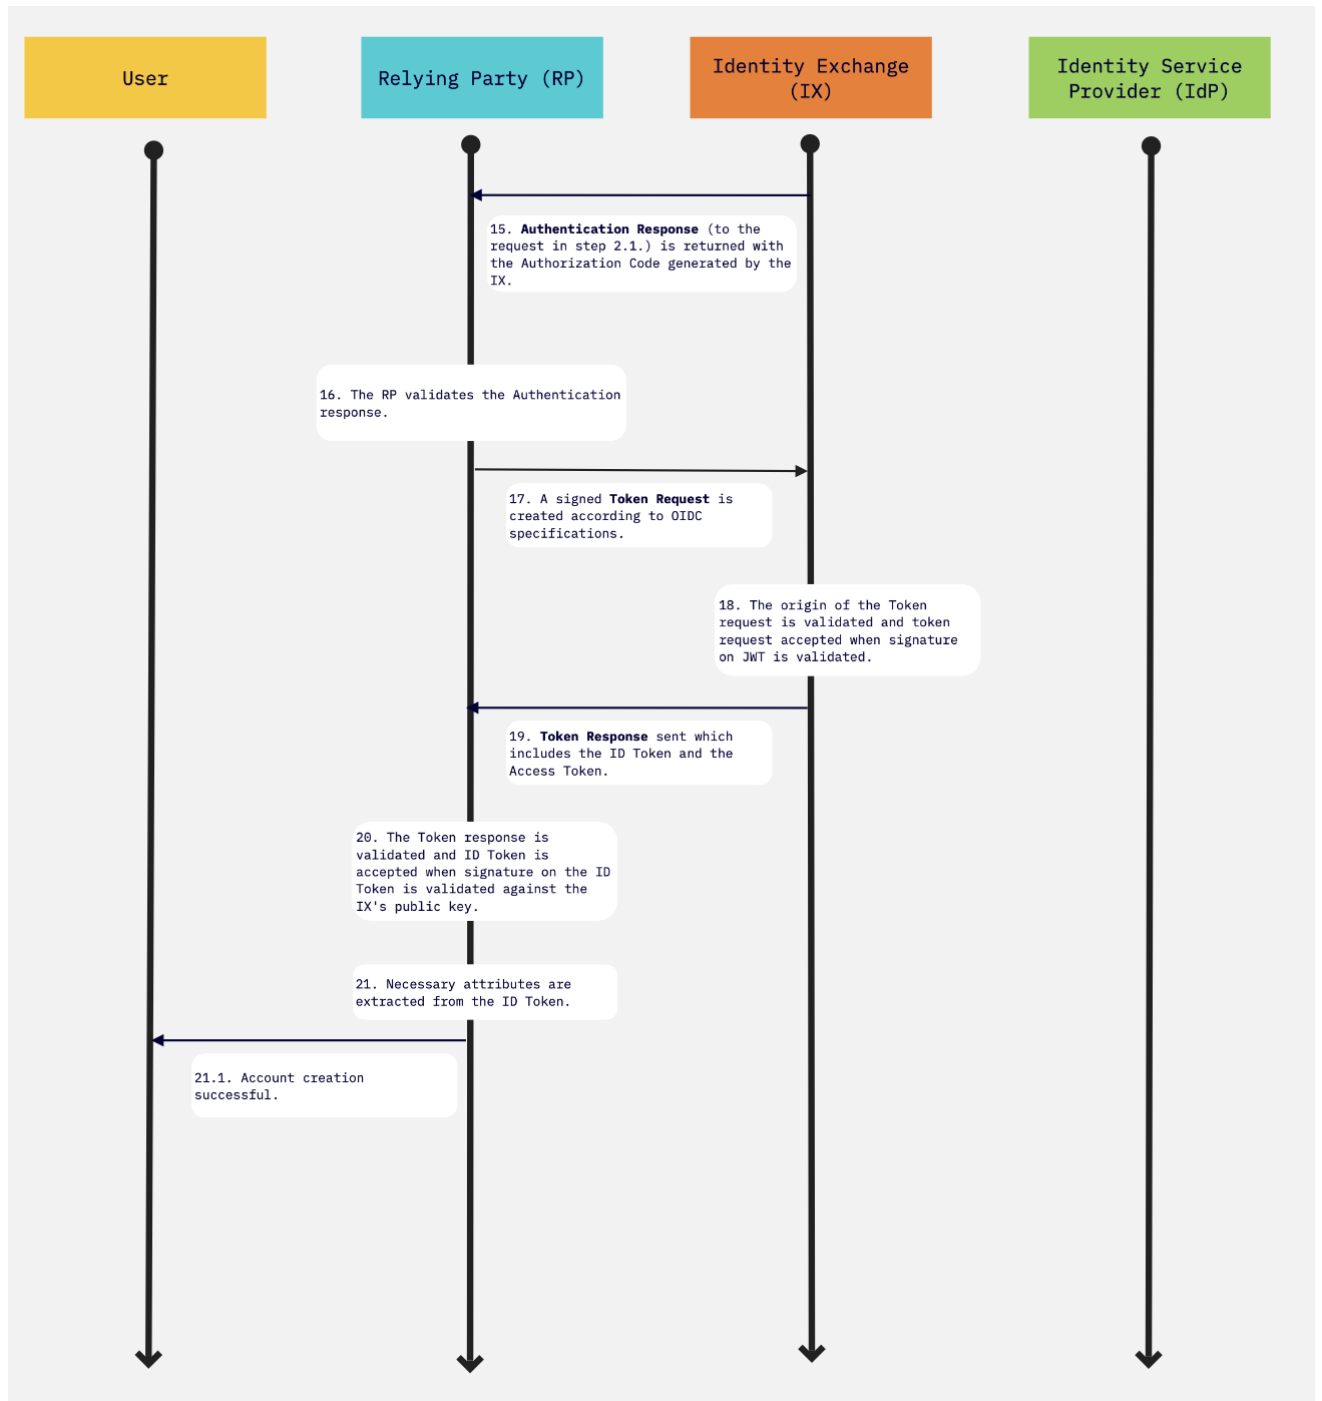 User
Relying Party (RP)
Identity Exchange
(IX)
Identity Service
Provider (IdP)
15. Authentication Response (to the
request in step 2.1.) is returned with
the Authorization Code generated by the
IX.
16. The RP validates the Authentication
response.
17. A signed Token Request is
created according to OIDC
specifications.
18. The origin of the Token
request is validated and token
request accepted when signature
on JWT is validated.
19. Token Response sent which
includes the ID Token and the
Access Token.
20. The Token response is
validated and ID Token is
accepted when signature on the ID
Token is validated against the
IX's public key.
21. Necessary attributes are
extracted from the ID Token.
21.1. Account creation
successful.